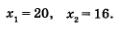 x₁ = 20, x₂ = 16.